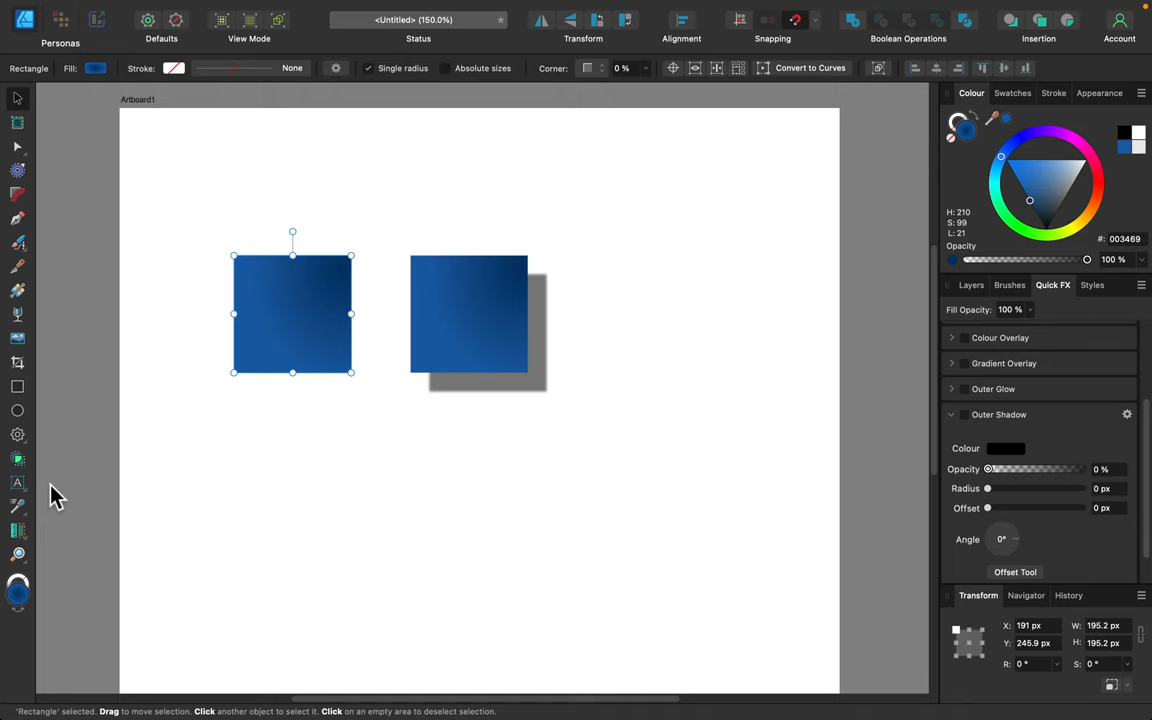 <Untitled> (150.0%)
*
Personas
Defaults
View Mode
Status
Transform
Alignment
Snapping
Boolean Operations
Insertion
Account
Rectangle
Fill:
Stroke:
None
Single radius
Absolute sizes
Corner:
0 %
Convert to Curves
Artboard1
Colour
Swatches
Stroke
Appearance
H: 210
S: 99
L: 21
#: 003469
Opacity
100 %
Layers
Brushes
Quick FX
Styles
Fill Opacity: 100 %
Colour Overlay
Gradient Overlay
Outer Glow
Outer Shadow
Colour
Opacity
0 %
Radius
0 px
Offset
0 px
Angle
0°
Offset Tool
Transform
Navigator
History
X: 191 px
W: 195.2 px
Y: 245.9 px
H: 195.2 px
R: 0 °
S: 0 °
A
'Rectangle' selected. Drag to move selection. Click another object to select it. Click on an empty area to deselect selection.